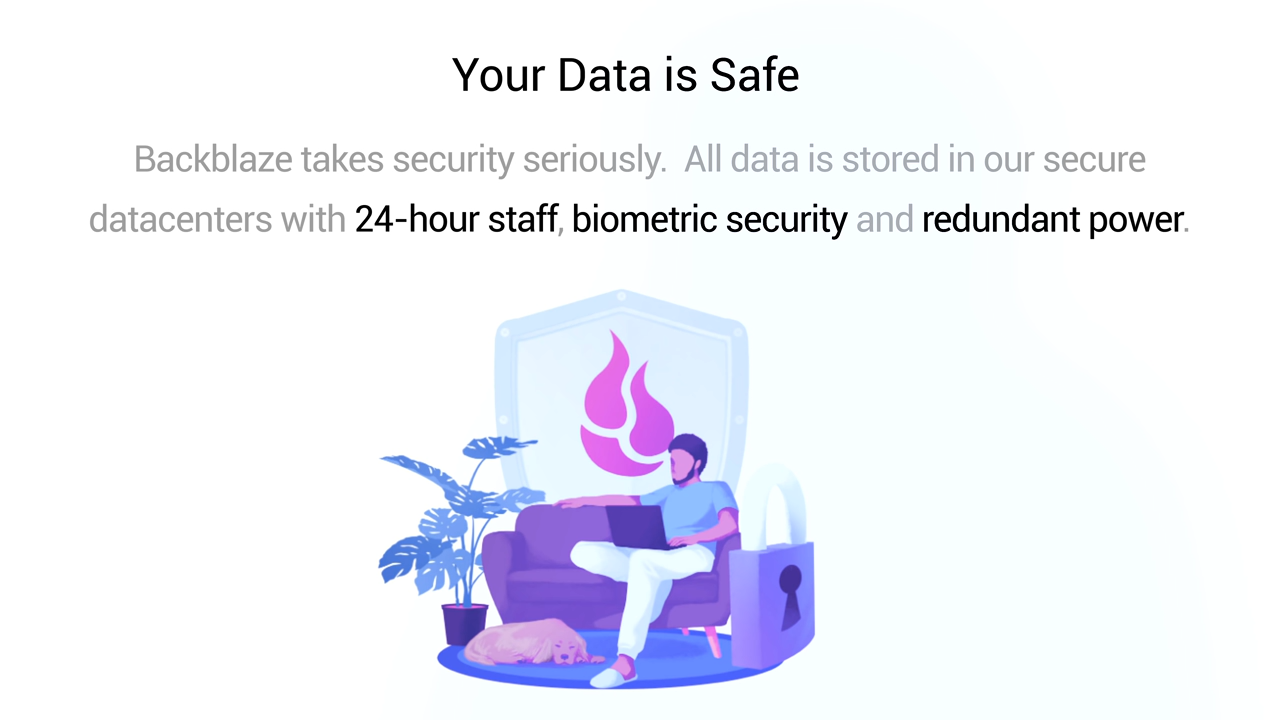 Your Data is Safe
Backblaze takes security seriously.  All data is stored in our secure
datacenters with 24-hour staff, biometric security and redundant power.